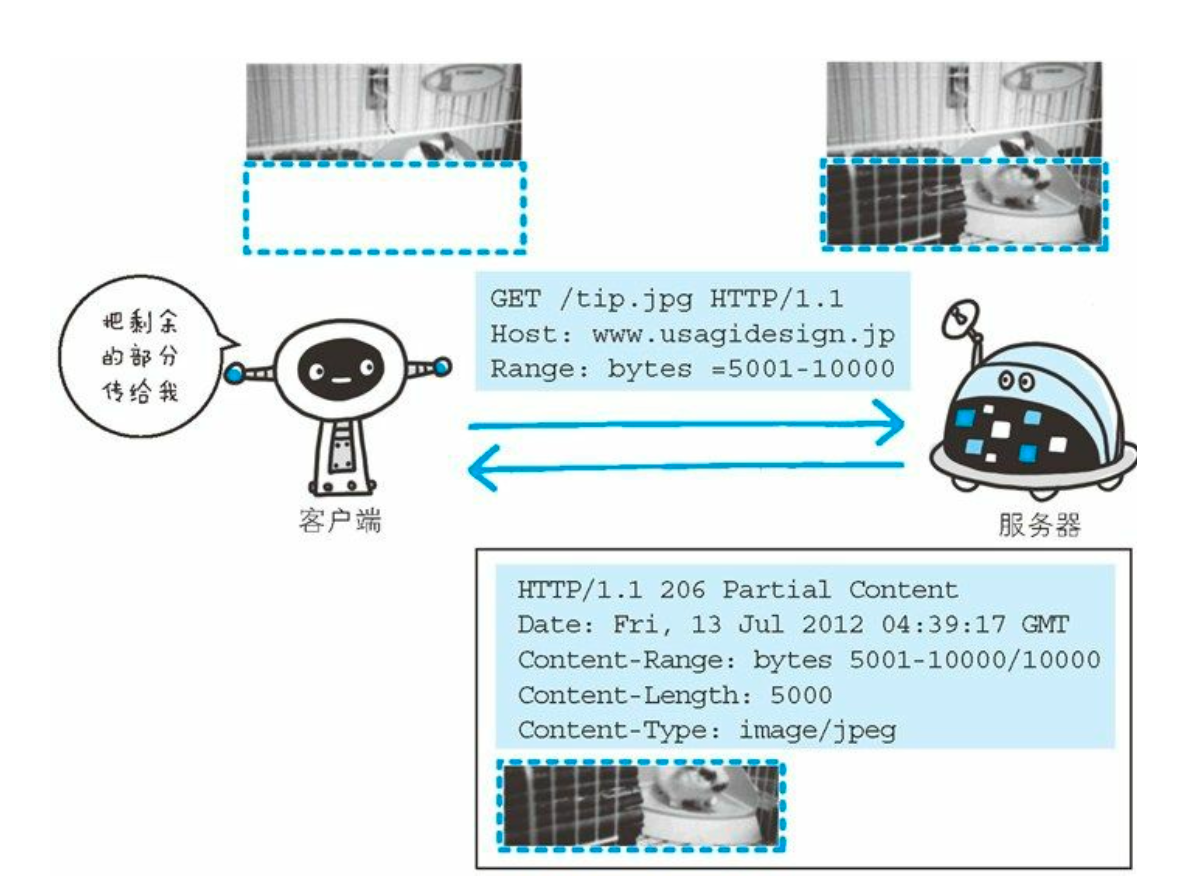 把剩余
的部分
传给我
GET /tip.jpg HTTP/1.1
Host: www.usagidesign.jp
Range: bytes =5001-10000
客户端
服务器
HTTP/1.1 206 Partial Content
Date: Fri, 13 Jul 2012 04:39:17 GMT
Content-Range: bytes 5001-10000/10000
Content-Length: 5000
Content-Type: image/jpeg